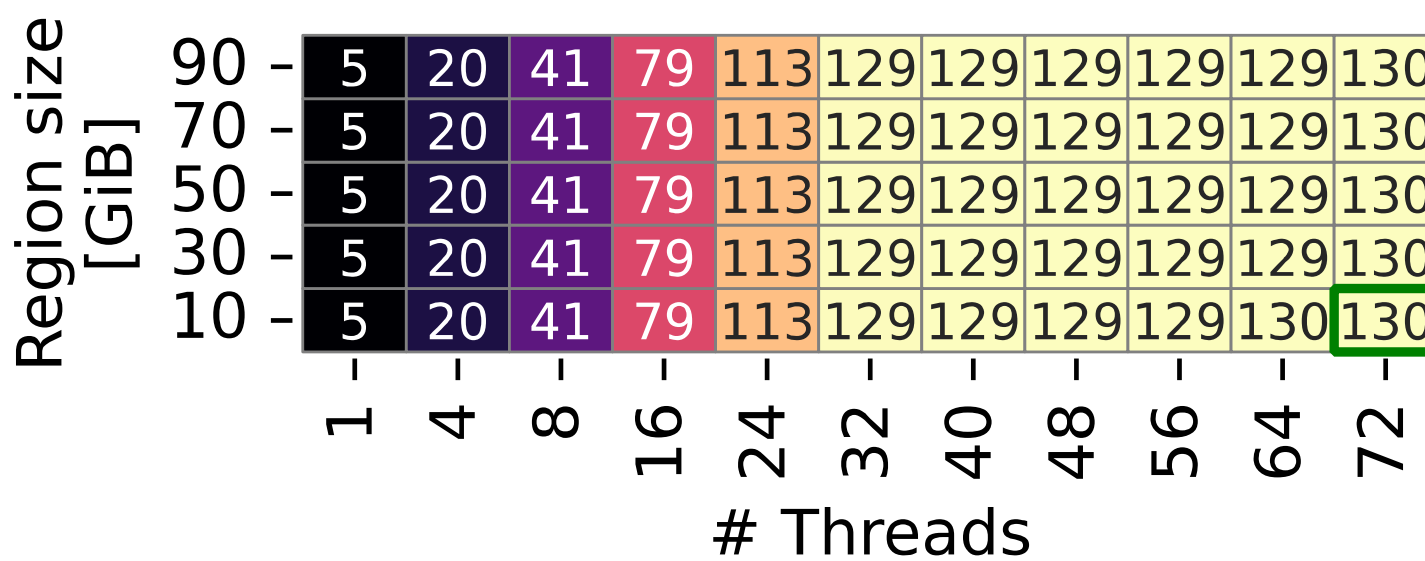 Region size
[GiB]
90 5 20 41 79 113 129 129 129 129 129 130
70 5 20 41 79 113 129 129 129 129 129 130
50 5 20 41 79 113 129 129 129 129 129 130
30 5 20 41 79 113 129 129 129 129 129 130
10 5 20 41 79 113 129 129 129 129 130 130
1 4 8 16 24 32 40 48 56 64 72
# Threads